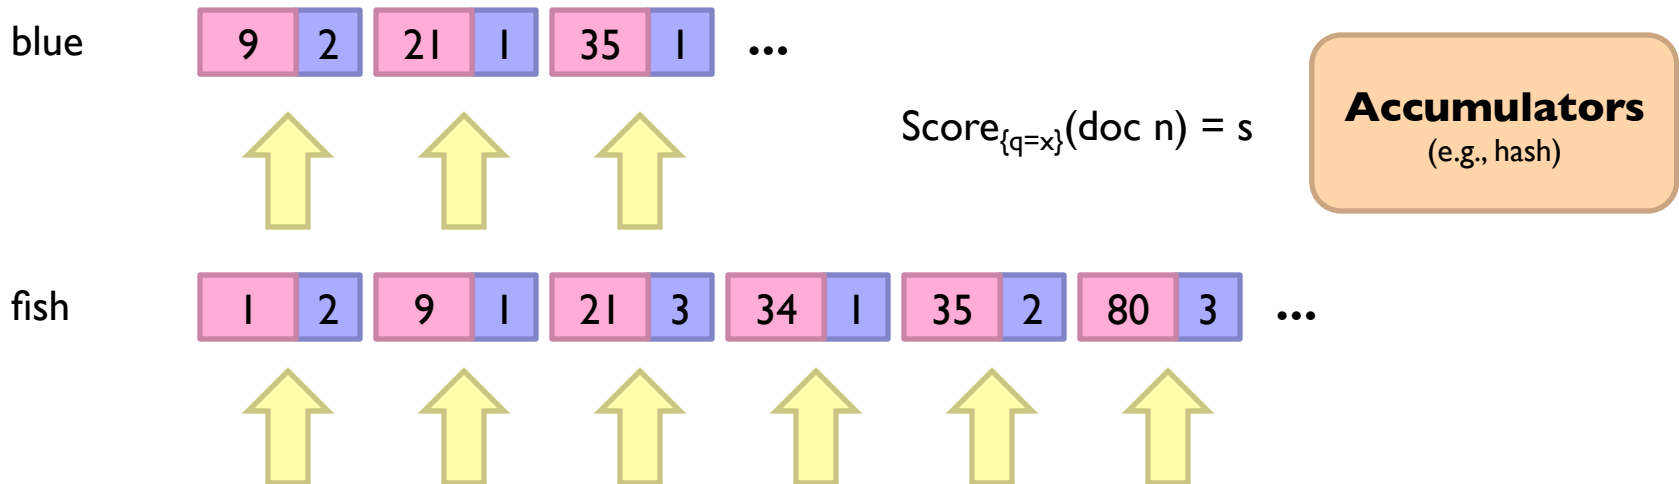 blue 9 2 21 1 35 1 ...
Score{q=x}(doc n) = s
Accumulators
(e.g., hash)
fish 1 2 9 1 21 3 34 1 35 2 80 3 ...